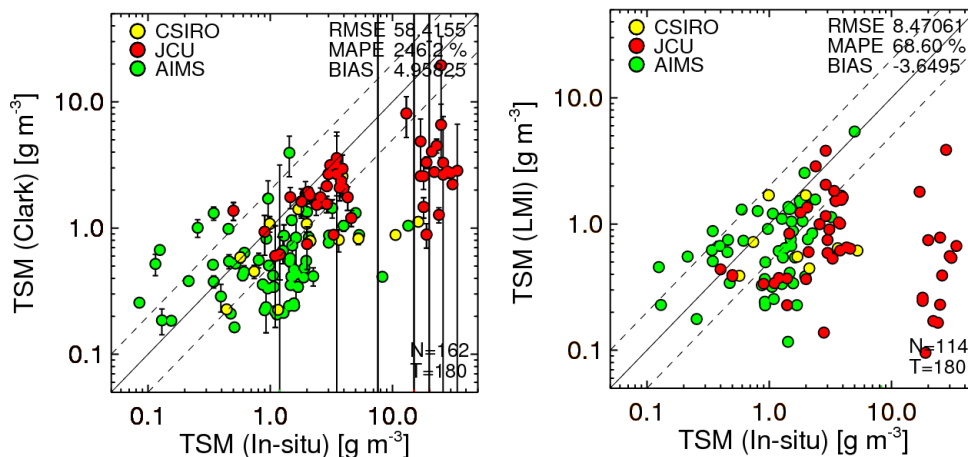 CSIRO RMSE 58.4155
JCU MAPE 246.2 %
AIMS BIAS 4.95825
10.0
1.0
0.1
TSM (Clark) [g m-3]
N=162
T=180
0.1 1.0 10.0
TSM (In-situ) [g m-3]
CSIRO RMSE 8.47061
JCU MAPE 68.60 %
AIMS BIAS -3.6495
10.0
1.0
0.1
TSM (LMI) [g m-3]
N=114
T=180
0.1 1.0 10.0
TSM (In-situ) [g m-3]